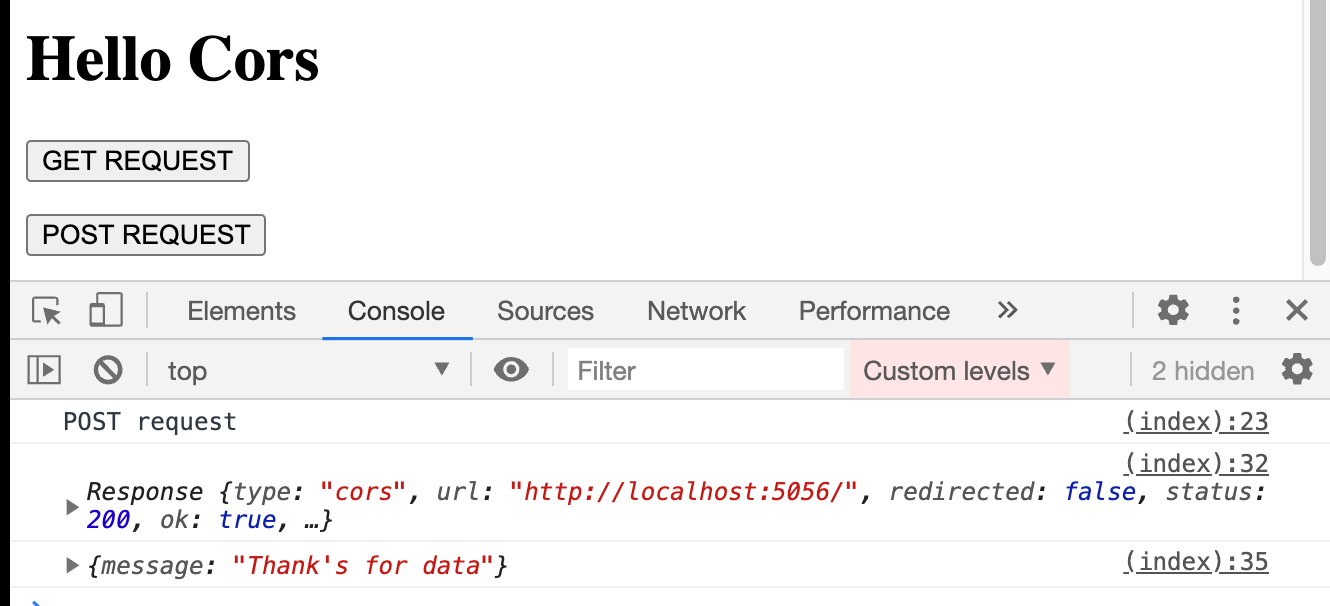 Hello Cors
GET REQUEST
POST REQUEST
Elements Console Sources Network Performance »
top ▼ Filter Custom levels ▼ 2 hidden
POST request (index):23
(index):32
▶ Response {type: "cors", url: "http://localhost:5056/", redirected: false, status:
200, ok: true, …}
▶ {message: "Thank's for data"} (index):35